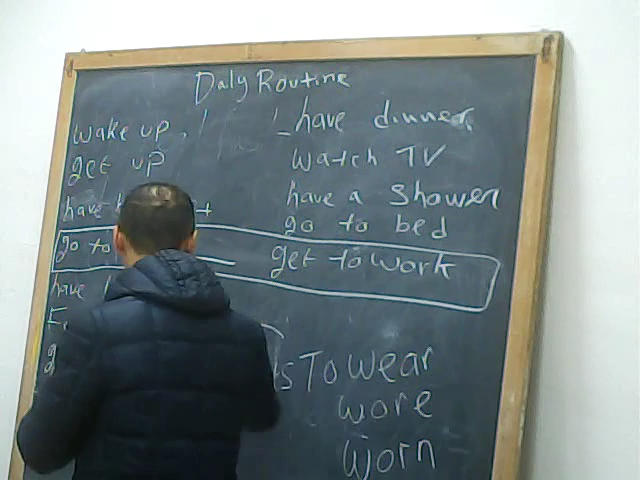 Daly Routine
wake up,
get up
have
go to
have
have dinner
watch TV
have a shower
go to bed
get to work
To wear
wore
worn